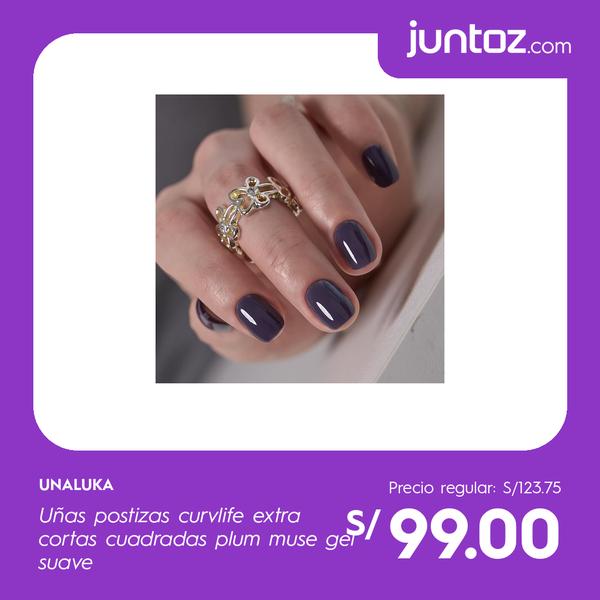 juntoz.com
UNALUKA
Uñas postizas curvlife extra
cortas cuadradas plum muse gel
suave
Precio regular: S/123.75
S/ 99.00